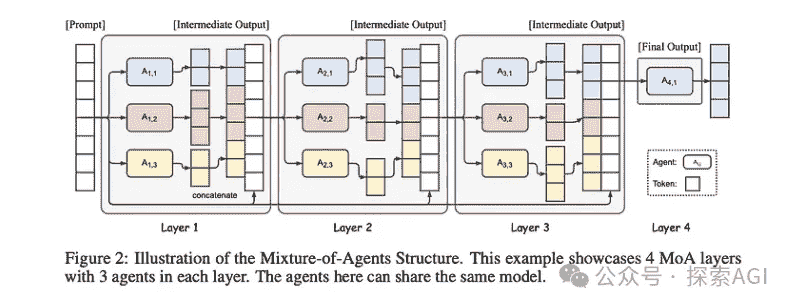 [Prompt]
[Intermediate Output]
[Intermediate Output]
[Intermediate Output]
[Final Output]
A1,1
A2,1
A3,1
A4,1
A1,2
A2,2
A3,2
A1,3
A2,3
A3,3
concatenate
Agent:
Token:
Layer 1
Layer 2
Layer 3
Layer 4
Figure 2: Illustration of the Mixture-of-Agents Structure. This example showcases 4 MoA layers
with 3 agents in each layer. The agents here can share the same model.
公众号 · 探索AGI